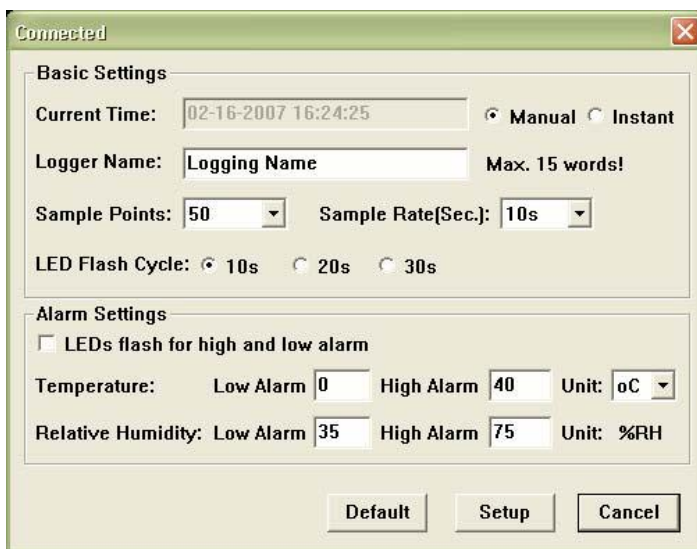 Connected
Basic Settings
Current Time: 02-16-2007 16:24:25 Manual Instant
Logger Name: Logging Name Max. 15 words!
Sample Points: 50 Sample Rate(Sec.): 10s
LED Flash Cycle: 10s 20s 30s
Alarm Settings
LEDs flash for high and low alarm
Temperature: Low Alarm 0 High Alarm 40 Unit: oC
Relative Humidity: Low Alarm 35 High Alarm 75 Unit: %RH
Default Setup Cancel